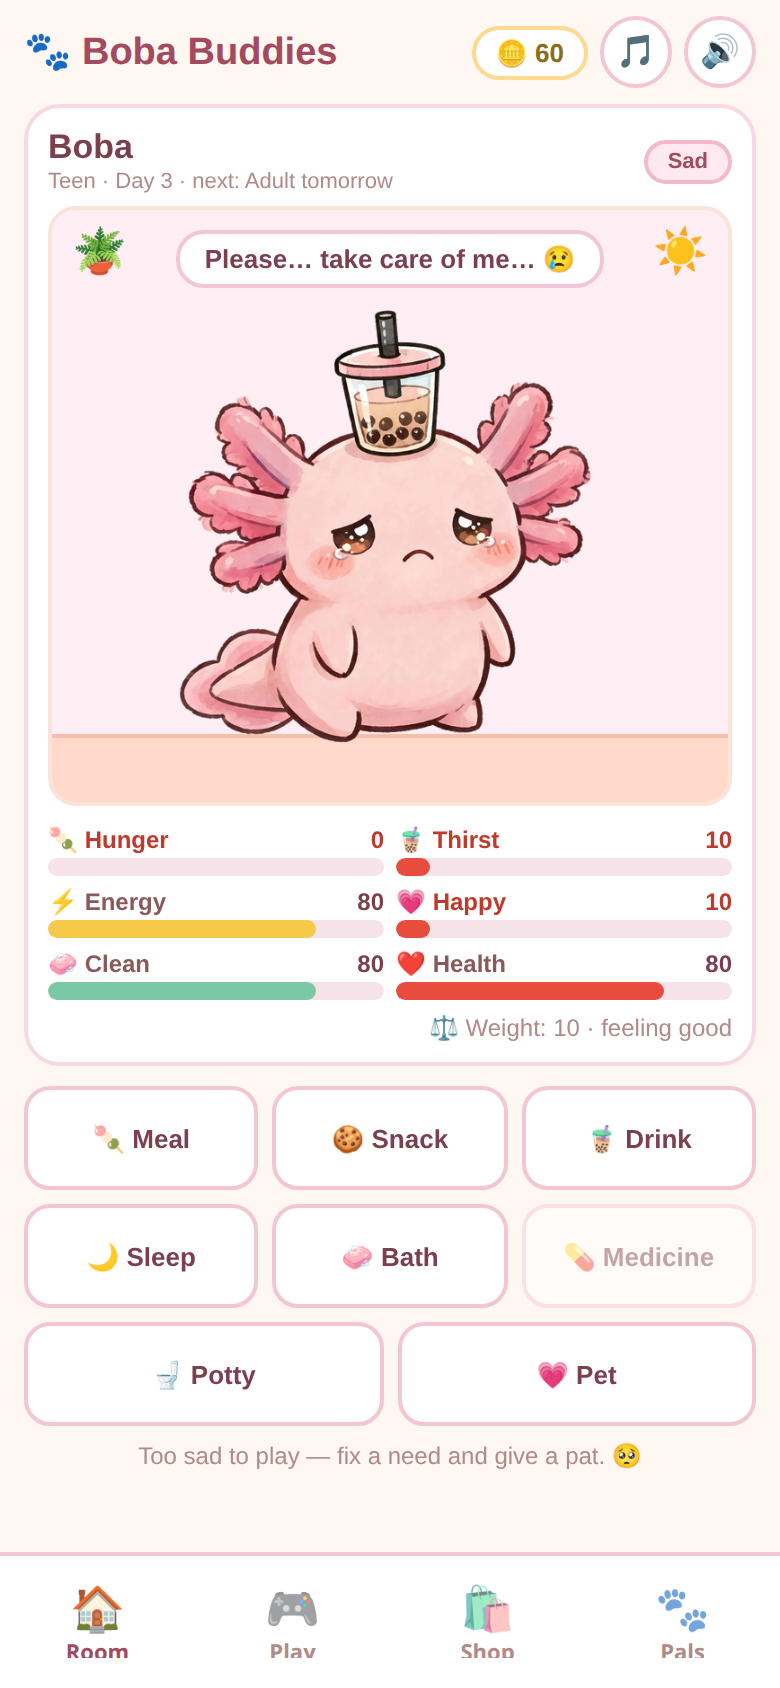 🐾 Boba Buddies 🪙 60 🎵 🔊
Boba
Teen · Day 3 · next: Adult tomorrow
Sad
Please… take care of me… 😢
🍡 Hunger 0 🧋 Thirst 10
⚡ Energy 80 💗 Happy 10
🧼 Clean 80 ❤️ Health 80
⚖️ Weight: 10 · feeling good
🍡 Meal 🍪 Snack 🧋 Drink
🌙 Sleep 🧼 Bath 💊 Medicine
🚽 Potty 💗 Pet
Too sad to play — fix a need and give a pat. 🥺
Room Play Shop Pals